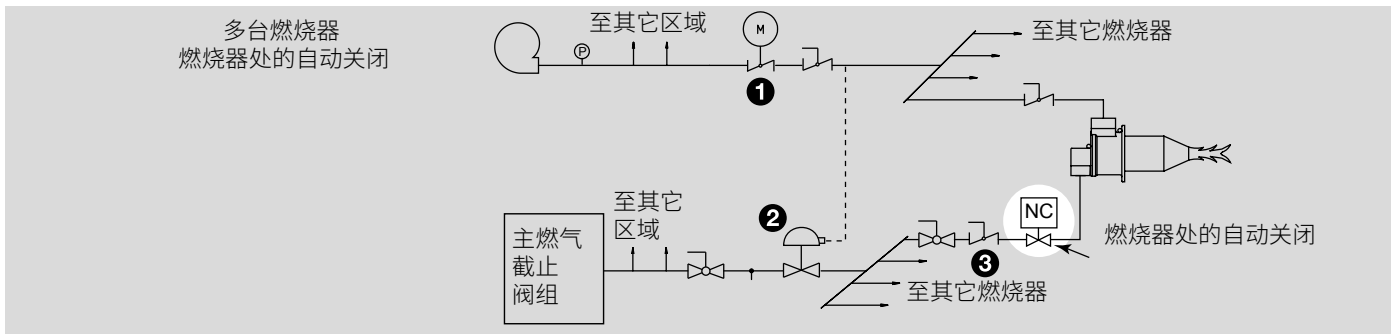 多台燃烧器
燃烧器处的自动关闭
至其它区域
P
M
至其它燃烧器
1
至其它
区域
2
NC
主燃气
截止
阀组
燃烧器处的自动关闭
3
至其它燃烧器